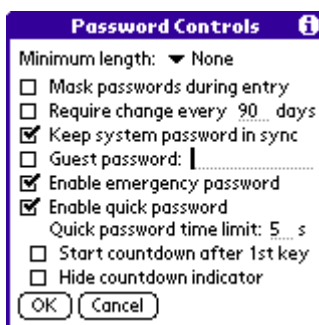 Password Controls i
Minimum length: None
Mask passwords during entry
Require change every 90 days
Keep system password in sync
Guest password:
Enable emergency password
Enable quick password
Quick password time limit: 5 s
Start countdown after 1st key
Hide countdown indicator
OK Cancel